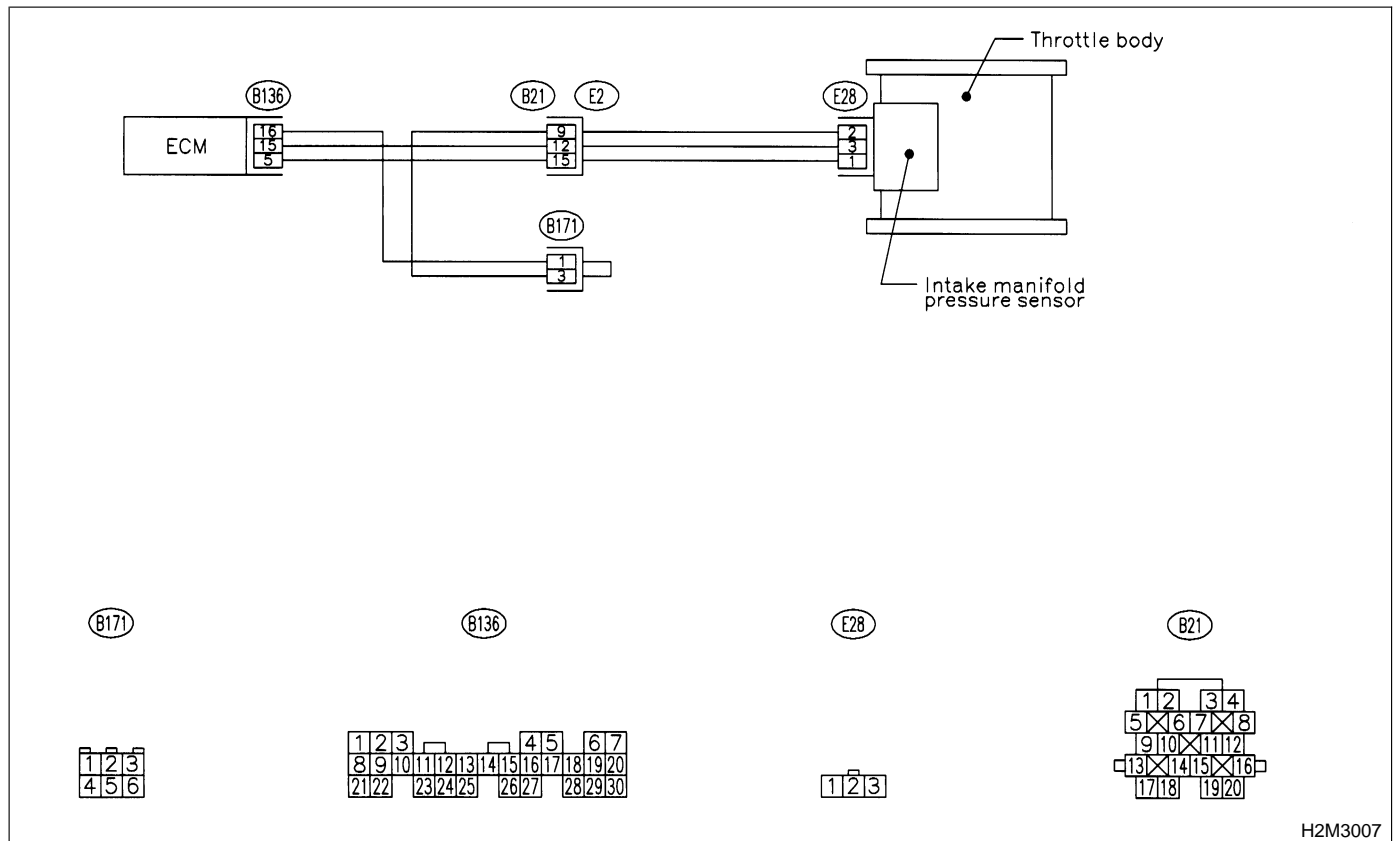 Throttle body
B136
B21
E2
E28
ECM
16
15
5
9
12
15
2
3
1
B171
1
3
Intake manifold
pressure sensor
B171
B136
E28
B21
1 2 3
4 5 6
1 2 3 4 5 6 7
8 9 10 11 12 13 14 15 16 17 18 19 20
21 22 23 24 25 26 27 28 29 30
1 2 3
1 2 3 4
5 6 7 8
9 10 11 12
13 14 15 16
17 18 19 20
H2M3007